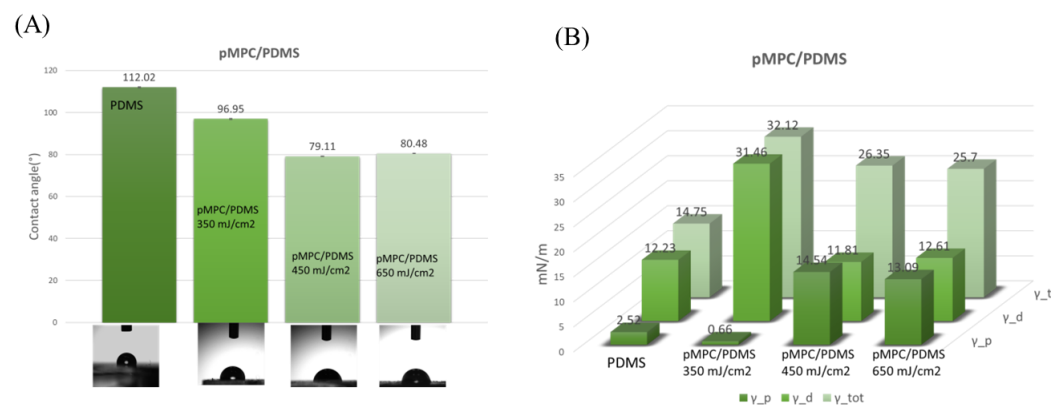 (A)
pMPC/PDMS
120
100
80
60
40
20
0
Contact angle(°)
112.02
96.95
79.11
80.48
PDMS
pMPC/PDMS
350 mJ/cm2
pMPC/PDMS
450 mJ/cm2
pMPC/PDMS
650 mJ/cm2
(B)
pMPC/PDMS
35
30
25
20
15
10
5
0
mN/m
14.75
32.12
26.35
25.7
12.23
31.46
11.81
12.61
2.52
0.66
14.54
13.09
γ_t
γ_d
γ_p
PDMS
pMPC/PDMS
350 mJ/cm2
pMPC/PDMS
450 mJ/cm2
pMPC/PDMS
650 mJ/cm2
γ_p γ_d γ_tot